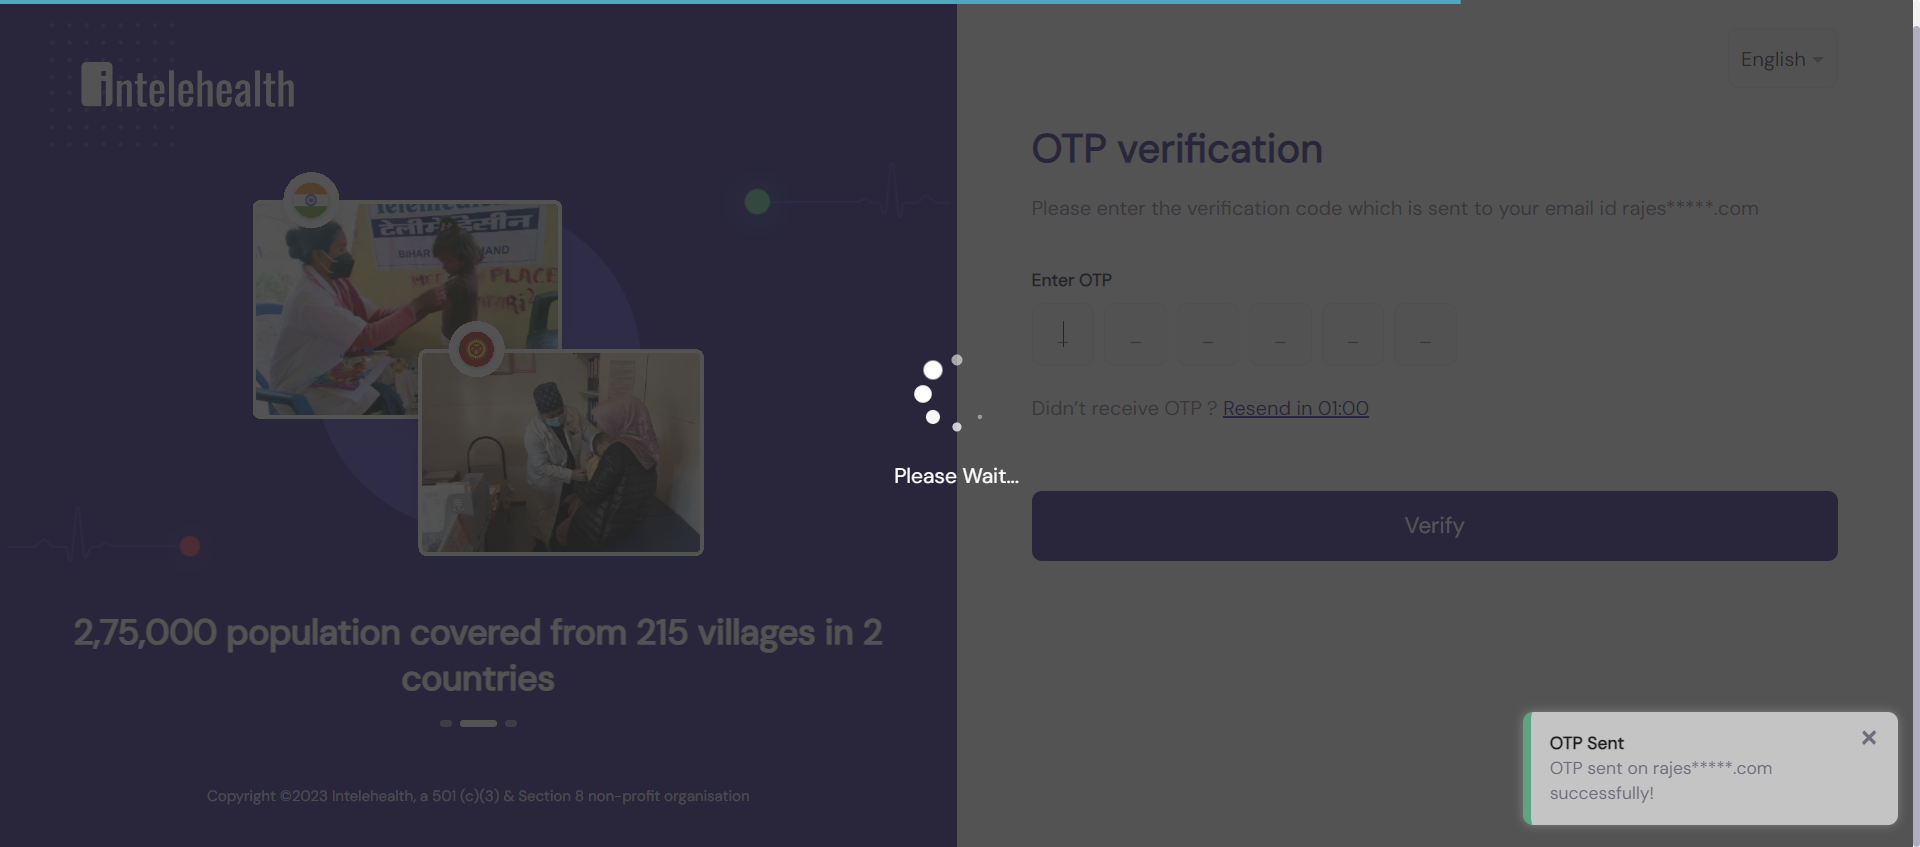 intelehealth
English
OTP verification
Please enter the verification code which is sent to your email id rajes*****.com
टेलीमेडिसीन
BIHAR
MEE
PLACE
Enter OTP
Didn't receive OTP ? Resend in 01:00
Please Wait...
Verify
2,75,000 population covered from 215 villages in 2
countries
OTP Sent
OTP sent on rajes*****.com
successfully!
Copyright ©2023 Intelehealth, a 501 (c)(3) & Section 8 non-profit organisation